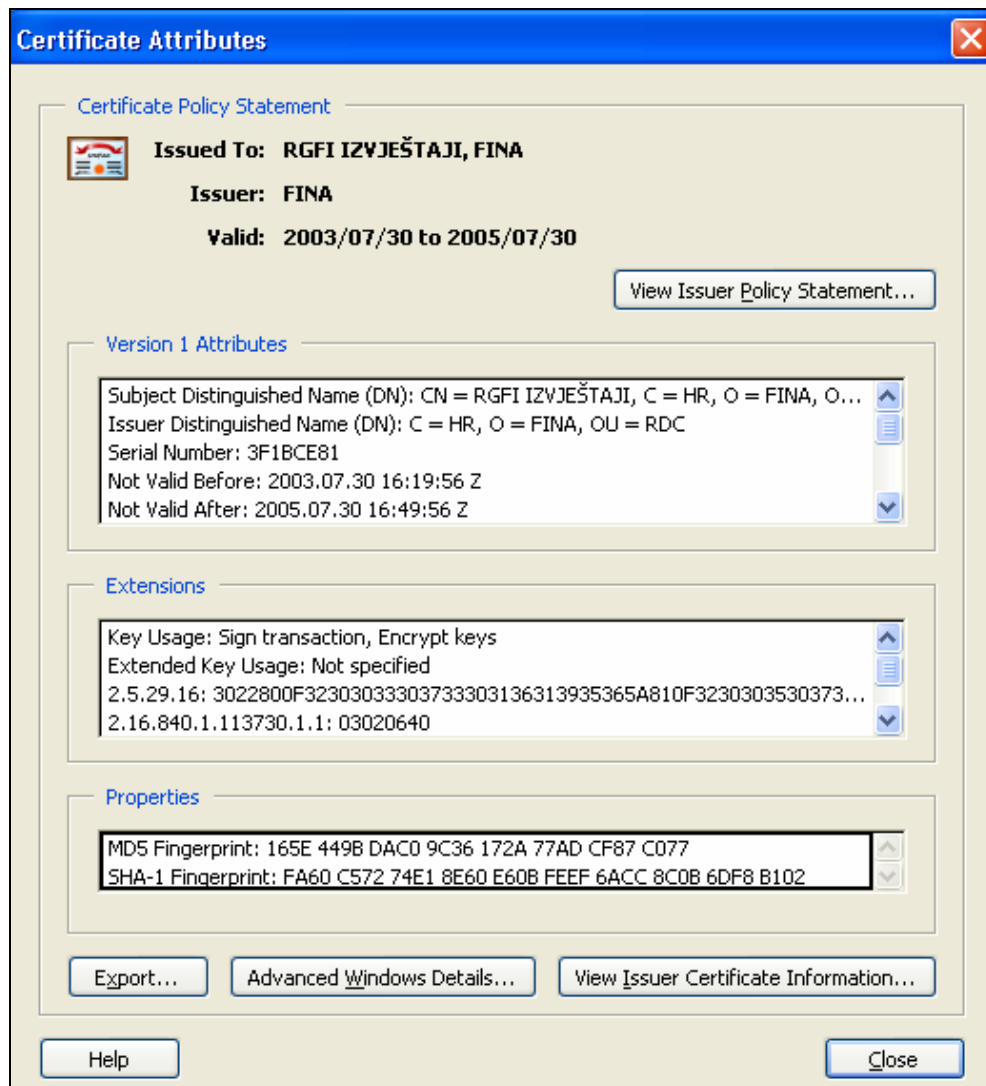 Certificate Attributes
Certificate Policy Statement
Issued To: RGFI IZVJEŠTAJI, FINA
Issuer: FINA
Valid: 2003/07/30 to 2005/07/30
View Issuer Policy Statement...
Version 1 Attributes
Subject Distinguished Name (DN): CN = RGFI IZVJEŠTAJI, C = HR, O = FINA, O...
Issuer Distinguished Name (DN): C = HR, O = FINA, OU = RDC
Serial Number: 3F1BCE81
Not Valid Before: 2003.07.30 16:19:56 Z
Not Valid After: 2005.07.30 16:49:56 Z
Extensions
Key Usage: Sign transaction, Encrypt keys
Extended Key Usage: Not specified
2.5.29.16: 3022800F32303033303733303136313935365A810F3230303530373...
2.16.840.1.113730.1.1: 03020640
Properties
MD5 Fingerprint: 165E 449B DAC0 9C36 172A 77AD CF87 C077
SHA-1 Fingerprint: FA60 C572 74E1 8E60 E60B FEEF 6ACC 8C0B 6DF8 B102
Export... Advanced Windows Details... View Issuer Certificate Information...
Help Close